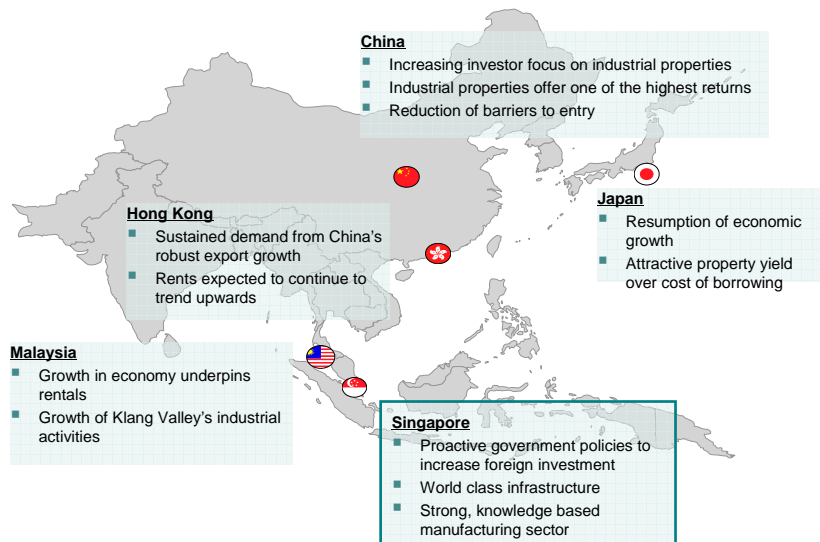 China
▪ Increasing investor focus on industrial properties
▪ Industrial properties offer one of the highest returns
▪ Reduction of barriers to entry
Hong Kong
▪ Sustained demand from China's
robust export growth
▪ Rents expected to continue to
trend upwards
Japan
▪ Resumption of economic
growth
▪ Attractive property yield
over cost of borrowing
Malaysia
▪ Growth in economy underpins
rentals
▪ Growth of Klang Valley's industrial
activities
Singapore
▪ Proactive government policies to
increase foreign investment
▪ World class infrastructure
▪ Strong, knowledge based
manufacturing sector